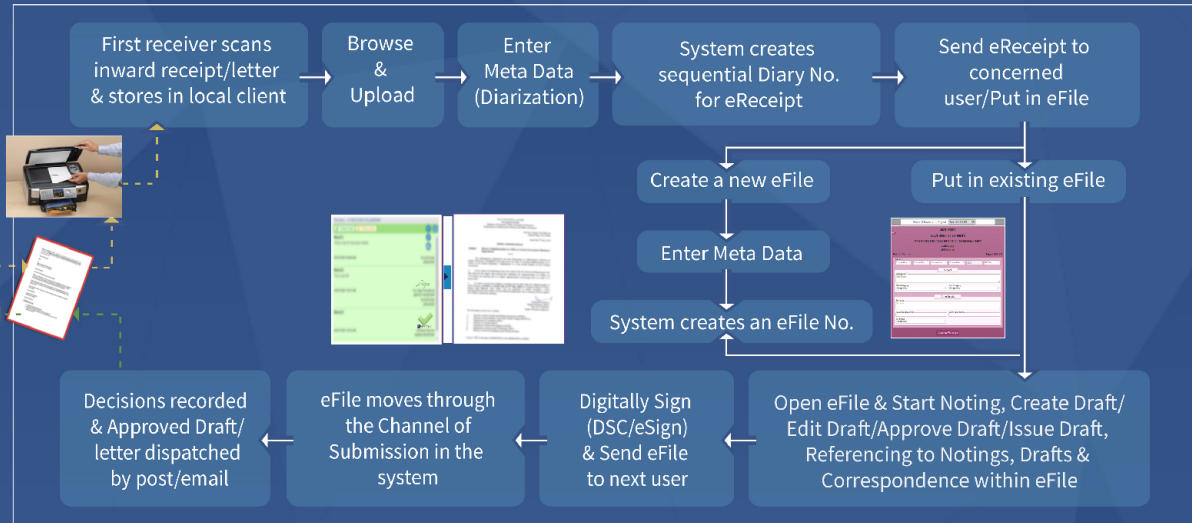 First receiver scans
inward receipt/letter
& stores in local client
Browse
&
Upload
Enter
Meta Data
(Diarization)
System creates
sequential Diary No.
for eReceipt
Send eReceipt to
concerned
user/Put in eFile
Create a new eFile
Put in existing eFile
Enter Meta Data
System creates an eFile No.
Open eFile & Start Noting, Create Draft/
Edit Draft/Approve Draft/Issue Draft,
Referencing to Notings, Drafts &
Correspondence within eFile
Digitally Sign
(DSC/eSign)
& Send eFile
to next user
eFile moves through
the Channel of
Submission in the
system
Decisions recorded
& Approved Draft/
letter dispatched
by post/email